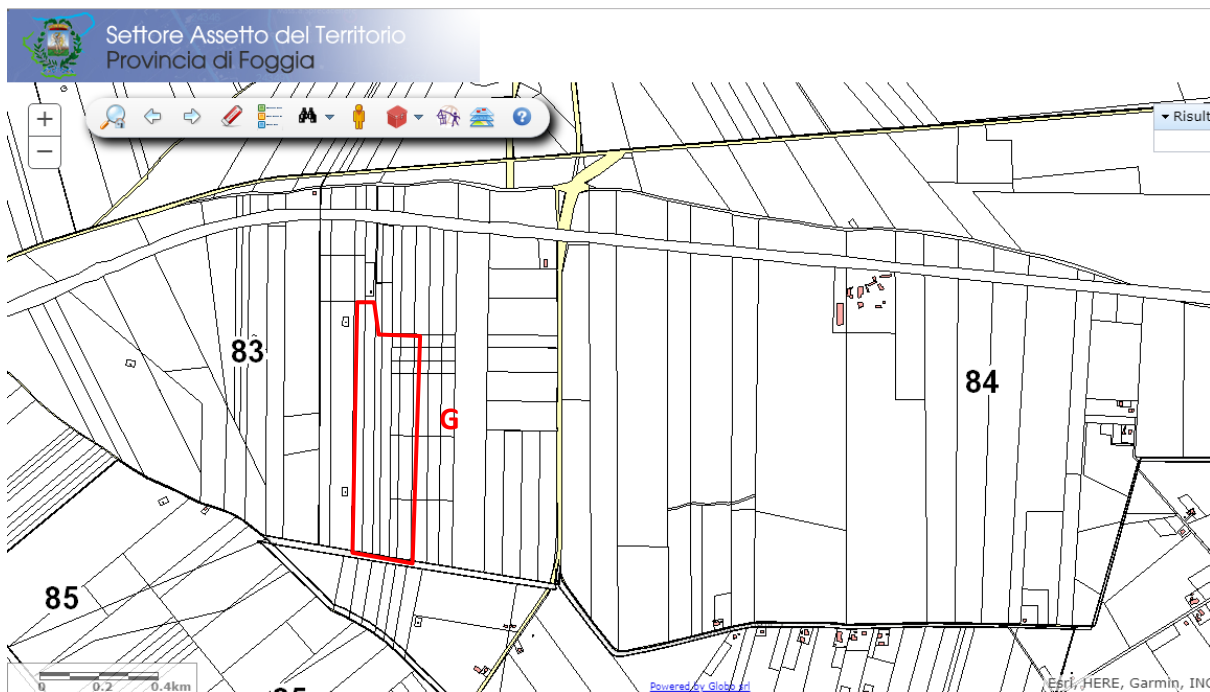 Settore Assetto del Territorio
Provincia di Foggia
+
−
?
Risult
83
84
G
85
0 0.2 0.4km
Powered by Globo srl
Esri, HERE, Garmin, INC